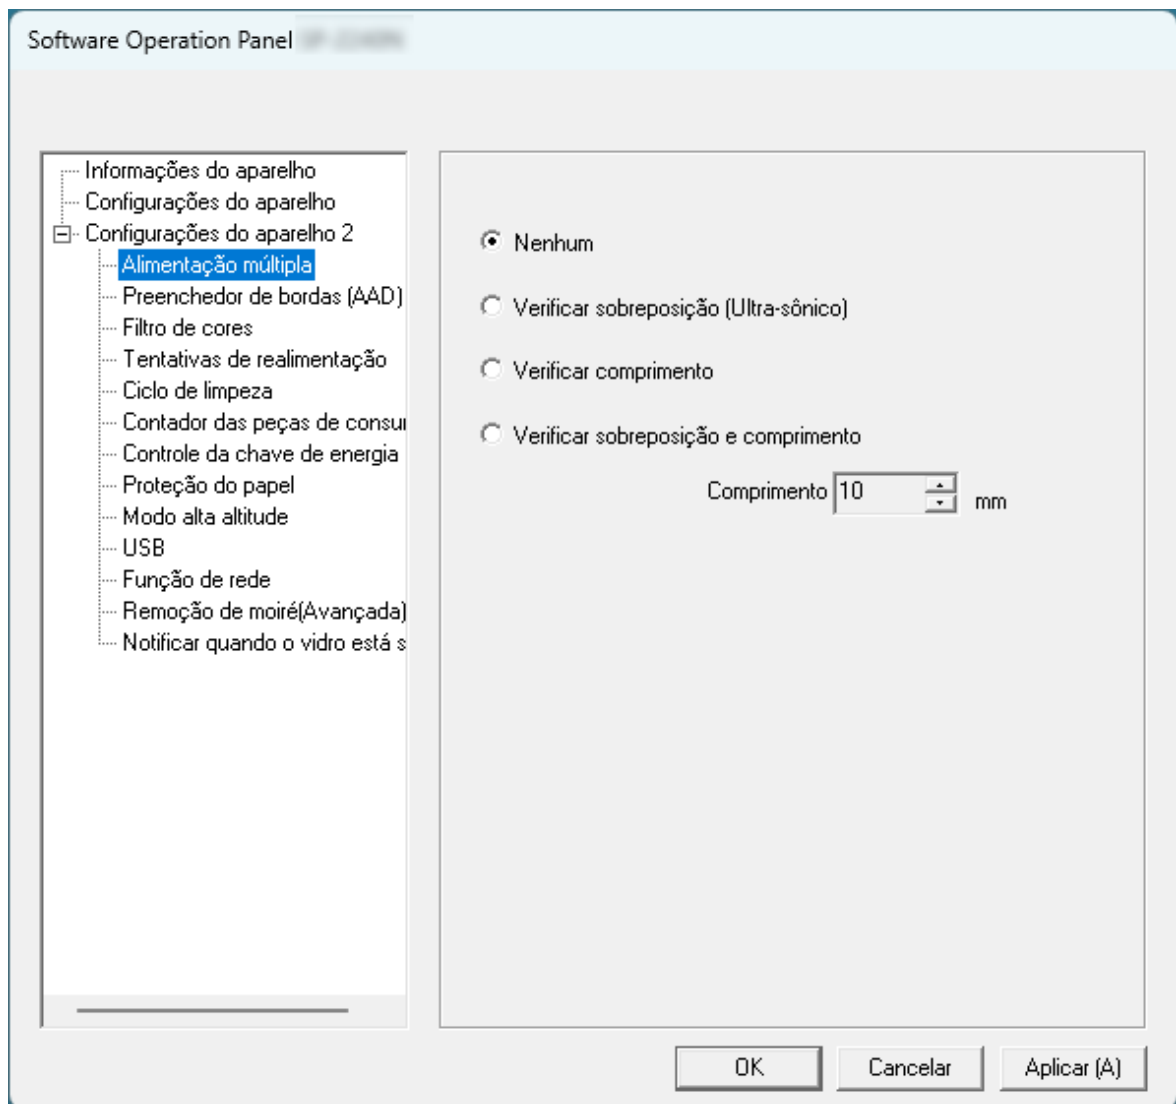 Software Operation Panel
Informações do aparelho
Configurações do aparelho
Configurações do aparelho 2
Alimentação múltipla
Preenchedor de bordas (AAD)
Filtro de cores
Tentativas de realimentação
Ciclo de limpeza
Contador das peças de consu
Controle da chave de energia
Proteção do papel
Modo alta altitude
USB
Função de rede
Remoção de moiré(Avançada)
Notificar quando o vidro está s
Nenhum
Verificar sobreposição (Ultra-sônico)
Verificar comprimento
Verificar sobreposição e comprimento
Comprimento 10 mm
OK Cancelar Aplicar (A)